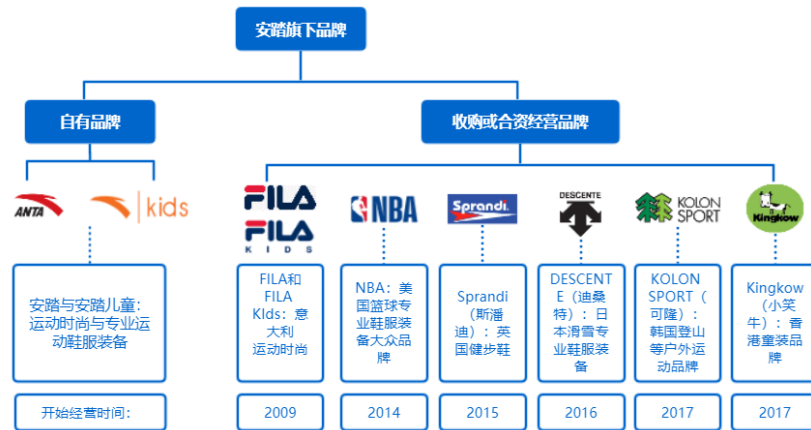 安踏旗下品牌
自有品牌
收购或合资经营品牌
ANTA
kids
FILA
FILA
KIDS
NBA
Sprandi
DESCENTE
KOLON
SPORT
Kingkow
安踏与安踏儿童：
运动时尚与专业运
动鞋服装备
FILA和
FILA
KIds：意
大利
运动时尚
NBA：美
国篮球专
业鞋服装
备大众品
牌
Sprandi
（斯潘
迪）：英
国健步鞋
DESCENT
E（迪桑
特）：日
本滑雪专
业鞋服装
备
KOLON
SPORT（
可隆）：
韩国登山
等户外运
动品牌
Kingkow
（小笑
牛）：香
港童装品
牌
开始经营时间：
2009
2014
2015
2016
2017
2017